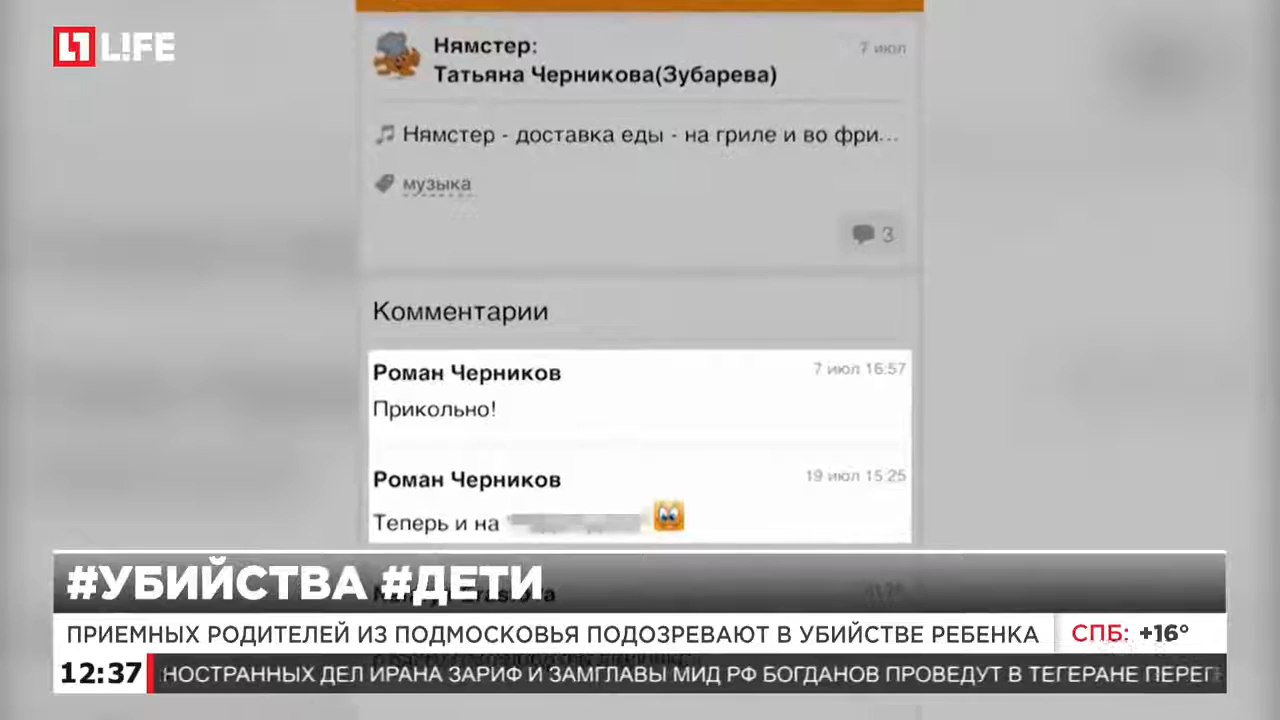 LIFE
Нямстер:
7 июл
Татьяна Черникова(Зубарева)
Нямстер - доставка еды - на гриле и во фри...
музыка
3
Комментарии
Роман Черников
7 июл 16:57
Прикольно!
Роман Черников
19 июл 15:25
Теперь и на
#УБИЙСТВА #ДЕТИ
ПРИЕМНЫХ РОДИТЕЛЕЙ ИЗ ПОДМОСКОВЬЯ ПОДОЗРЕВАЮТ В УБИЙСТВЕ РЕБЕНКА
СПБ: +16°
12:37
НОСТРАННЫХ ДЕЛ ИРАНА ЗАРИФ И ЗАМГЛАВЫ МИД РФ БОГДАНОВ ПРОВЕДУТ В ТЕГЕРАНЕ ПЕРЕГ